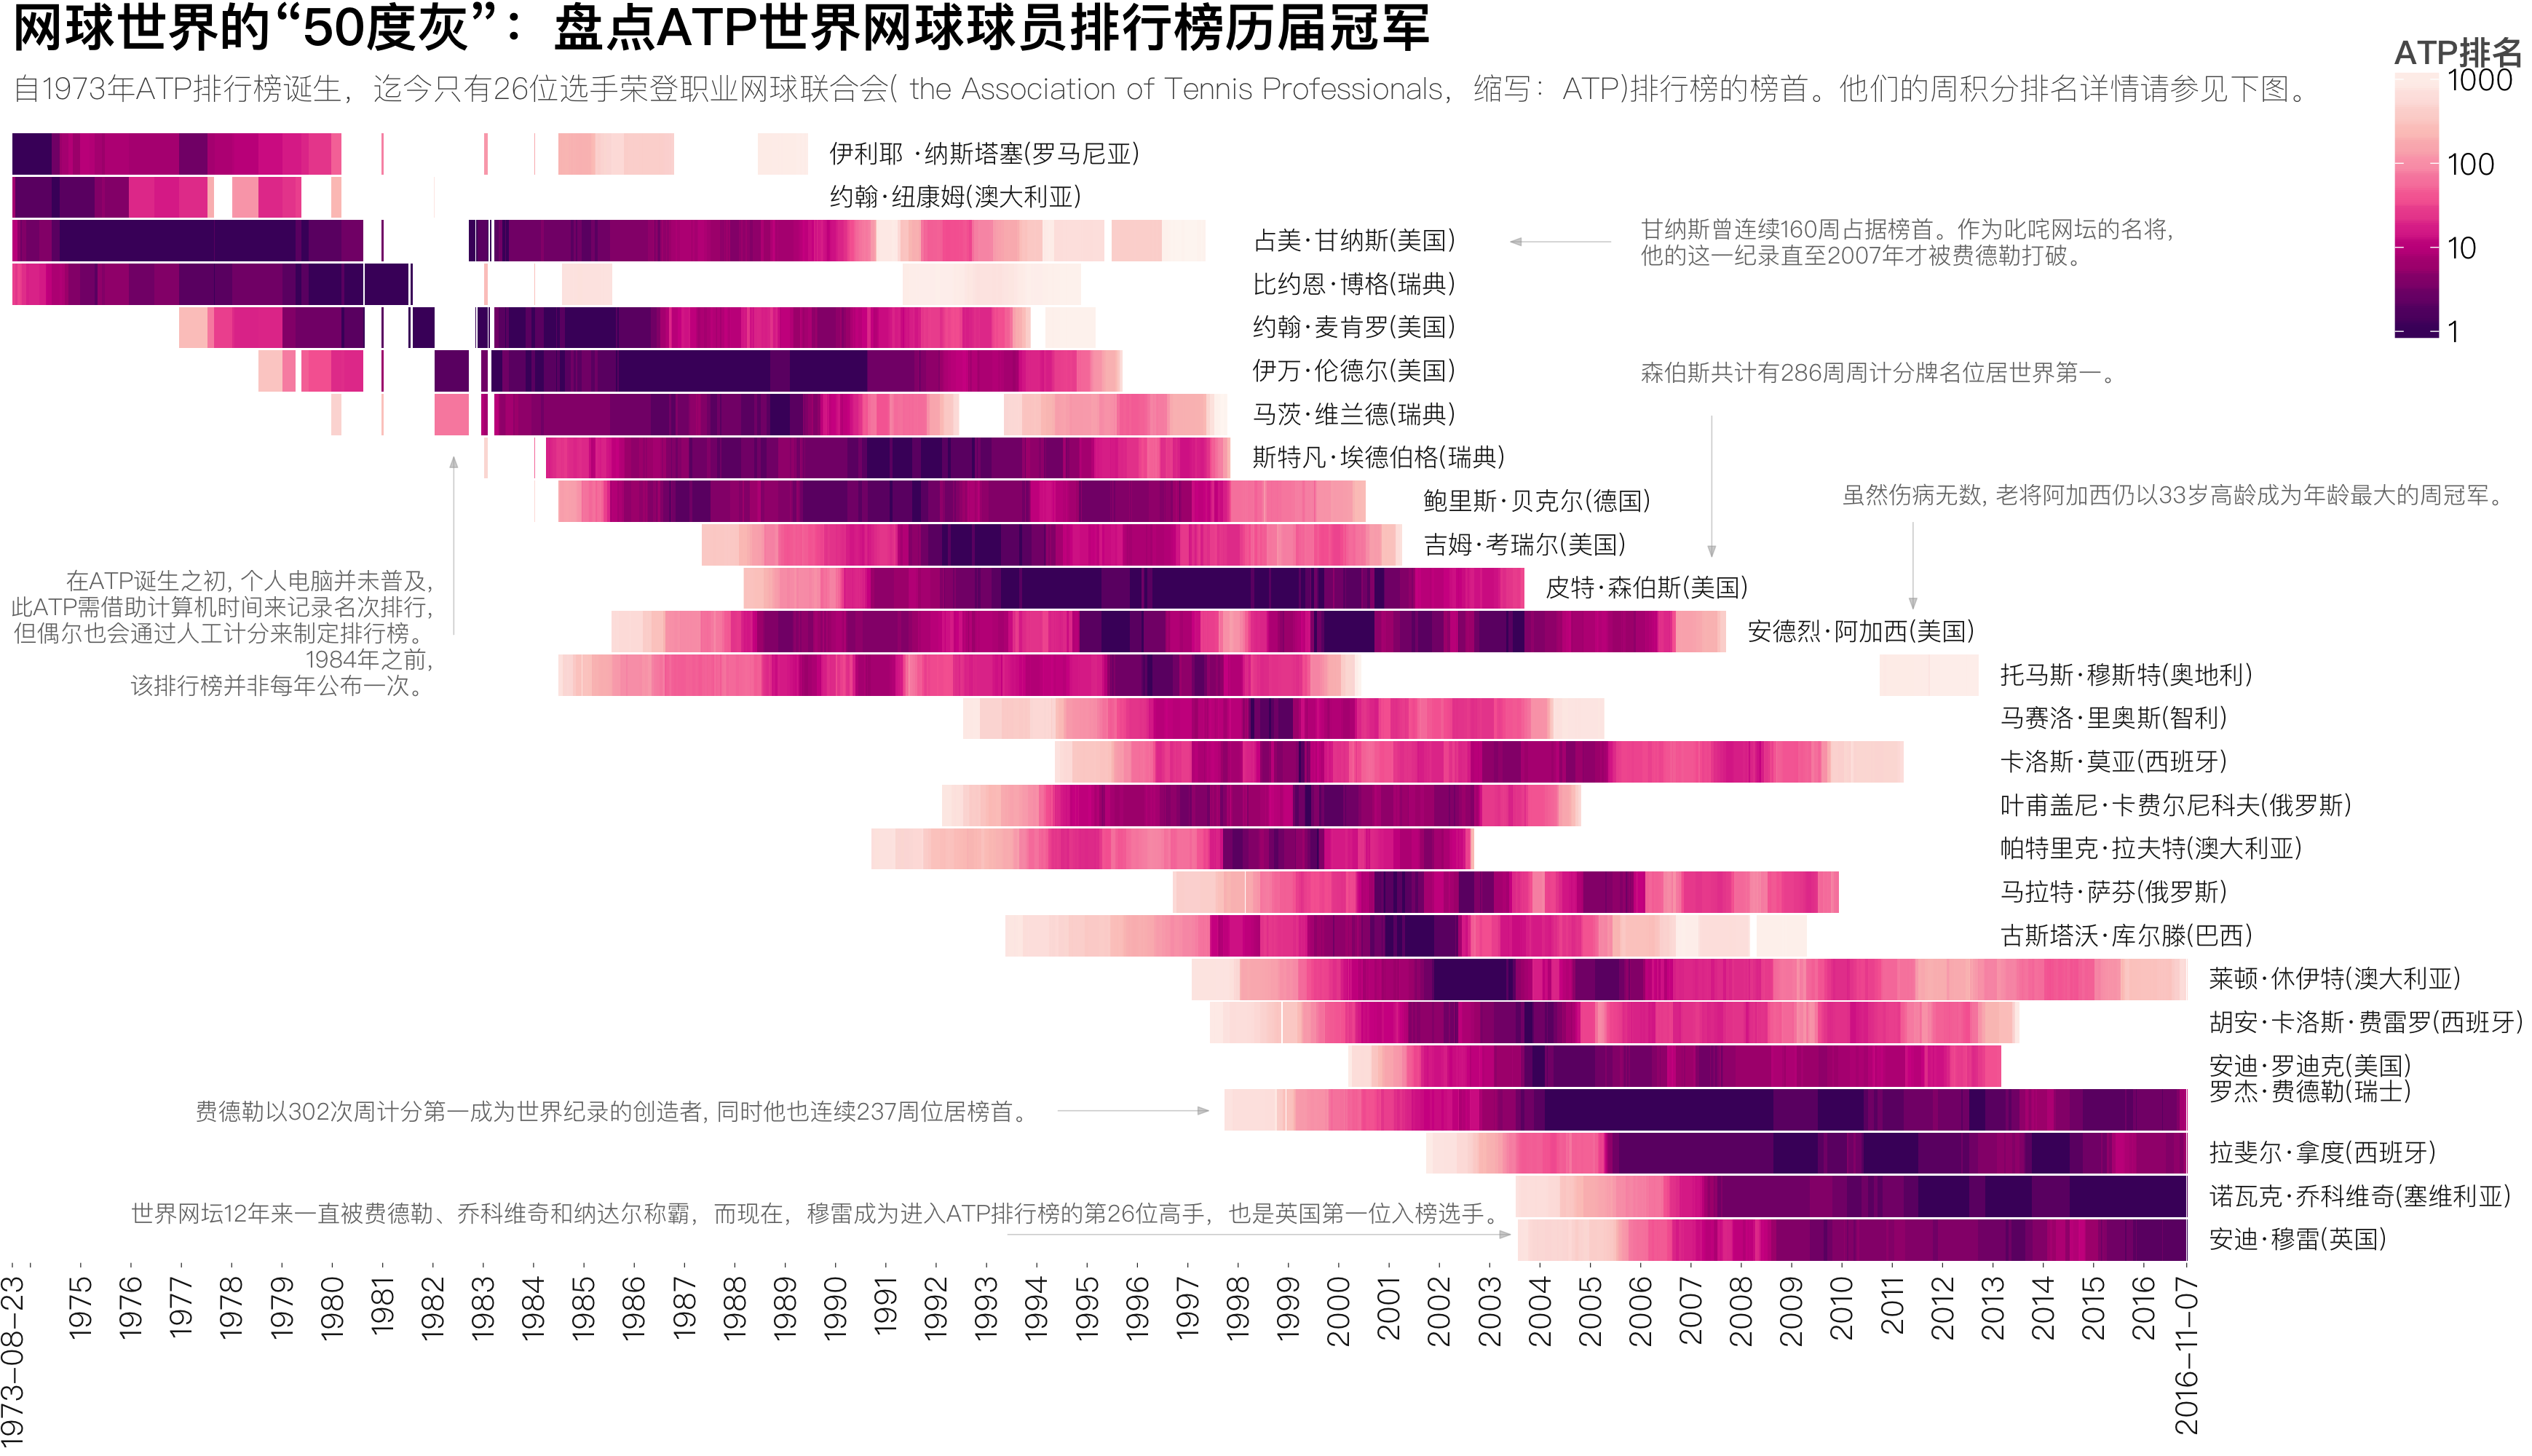 网球世界的“50度灰”：盘点ATP世界网球球员排行榜历届冠军
自1973年ATP排行榜诞生，迄今只有26位选手荣登职业网球联合会( the Association of Tennis Professionals，缩写：ATP)排行榜的榜首。他们的周积分排名详情请参见下图。
ATP排名
1000
100
10
1
伊利耶 ·纳斯塔塞(罗马尼亚)
约翰·纽康姆(澳大利亚)
占美·甘纳斯(美国)
甘纳斯曾连续160周占据榜首。作为叱咤网坛的名将,
他的这一纪录直至2007年才被费德勒打破。
比约恩·博格(瑞典)
约翰·麦肯罗(美国)
伊万·伦德尔(美国)
森伯斯共计有286周周计分牌名位居世界第一。
马茨·维兰德(瑞典)
斯特凡·埃德伯格(瑞典)
鲍里斯·贝克尔(德国)
虽然伤病无数, 老将阿加西仍以33岁高龄成为年龄最大的周冠军。
吉姆·考瑞尔(美国)
皮特·森伯斯(美国)
在ATP诞生之初, 个人电脑并未普及,
此ATP需借助计算机时间来记录名次排行,
但偶尔也会通过人工计分来制定排行榜。
1984年之前,
该排行榜并非每年公布一次。
安德烈·阿加西(美国)
托马斯·穆斯特(奥地利)
马赛洛·里奥斯(智利)
卡洛斯·莫亚(西班牙)
叶甫盖尼·卡费尔尼科夫(俄罗斯)
帕特里克·拉夫特(澳大利亚)
马拉特·萨芬(俄罗斯)
古斯塔沃·库尔滕(巴西)
莱顿·休伊特(澳大利亚)
胡安·卡洛斯·费雷罗(西班牙)
安迪·罗迪克(美国)
罗杰·费德勒(瑞士)
费德勒以302次周计分第一成为世界纪录的创造者, 同时他也连续237周位居榜首。
拉斐尔·拿度(西班牙)
诺瓦克·乔科维奇(塞维利亚)
世界网坛12年来一直被费德勒、乔科维奇和纳达尔称霸，而现在，穆雷成为进入ATP排行榜的第26位高手，也是英国第一位入榜选手。
安迪·穆雷(英国)
1973-08-23
1975
1976
1977
1978
1979
1980
1981
1982
1983
1984
1985
1986
1987
1988
1989
1990
1991
1992
1993
1994
1995
1996
1997
1998
1999
2000
2001
2002
2003
2004
2005
2006
2007
2008
2009
2010
2011
2012
2013
2014
2015
2016
2016-11-07